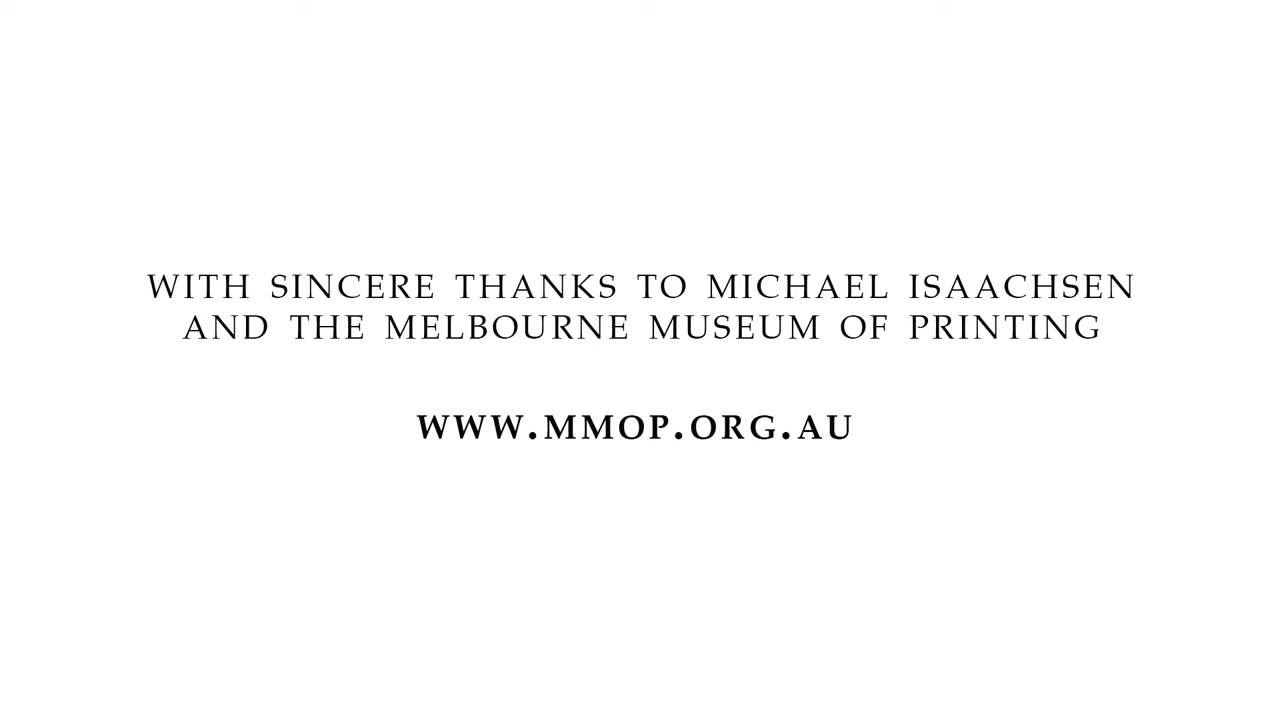 WITH SINCERE THANKS TO MICHAEL ISAACHSEN
AND THE MELBOURNE MUSEUM OF PRINTING
WWW.MMOP.ORG.AU